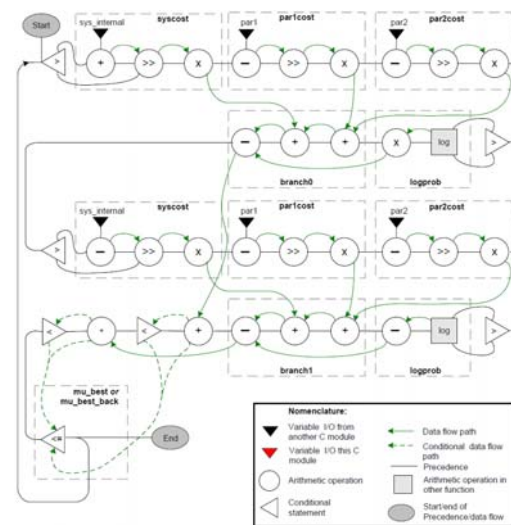 Start
sys_internal
syscost
par1
par1cost
par2
par2cost
>
+
>>
x
−
>>
x
−
>>
x
−
+
+
x
log
>
branch0
logprob
sys_internal
syscost
par1
par1cost
par2
par2cost
>
−
>>
x
−
>>
x
−
>>
x
<
-
<
+
−
+
+
−
log
>
branch1
logprob
mu_best or
mu_best_back
<=
End
Nomenclature:
Variable I/O from
another C module
Variable I/O this C
module
Arithmetic operation
Conditional
statement
Data flow path
Conditional data flow
path
Precedence
Arithmetic operation in
other function
Start/end of
Precedence/data flow